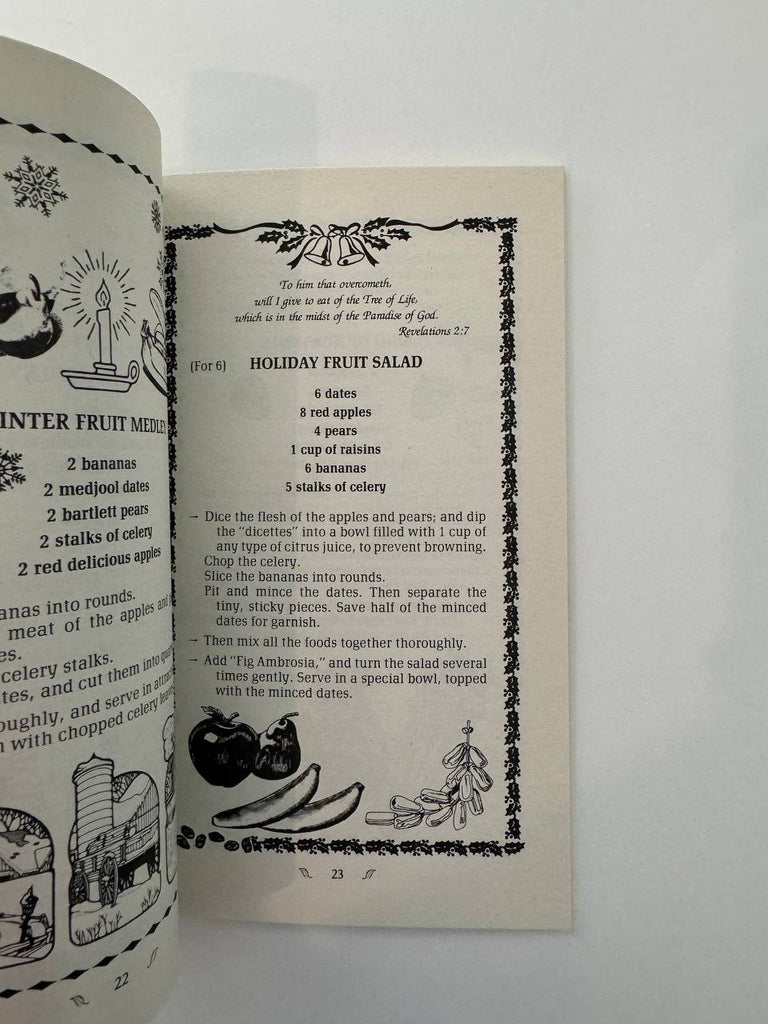 INTER FRUIT MEDLEY
2 bananas
2 medjool dates
2 bartlett pears
2 stalks of celery
2 red delicious apples
anas into rounds.
meat of the apples and
es.
celery stalks.
tes, and cut them into
oughly, and serve in
with chopped celery
22
To him that overcometh,
will I give to eat of the Tree of Life,
which is in the midst of the Paradise of God.
Revelations 2:7
(For 6) HOLIDAY FRUIT SALAD
6 dates
8 red apples
4 pears
1 cup of raisins
6 bananas
5 stalks of celery
→ Dice the flesh of the apples and pears; and dip
the "dicettes" into a bowl filled with 1 cup of
any type of citrus juice, to prevent browning.
Chop the celery.
Slice the bananas into rounds.
Pit and mince the dates. Then separate the
tiny, sticky pieces. Save half of the minced
dates for garnish.
→ Then mix all the foods together thoroughly.
→ Add "Fig Ambrosia," and turn the salad several
times gently. Serve in a special bowl, topped
with the minced dates.
23